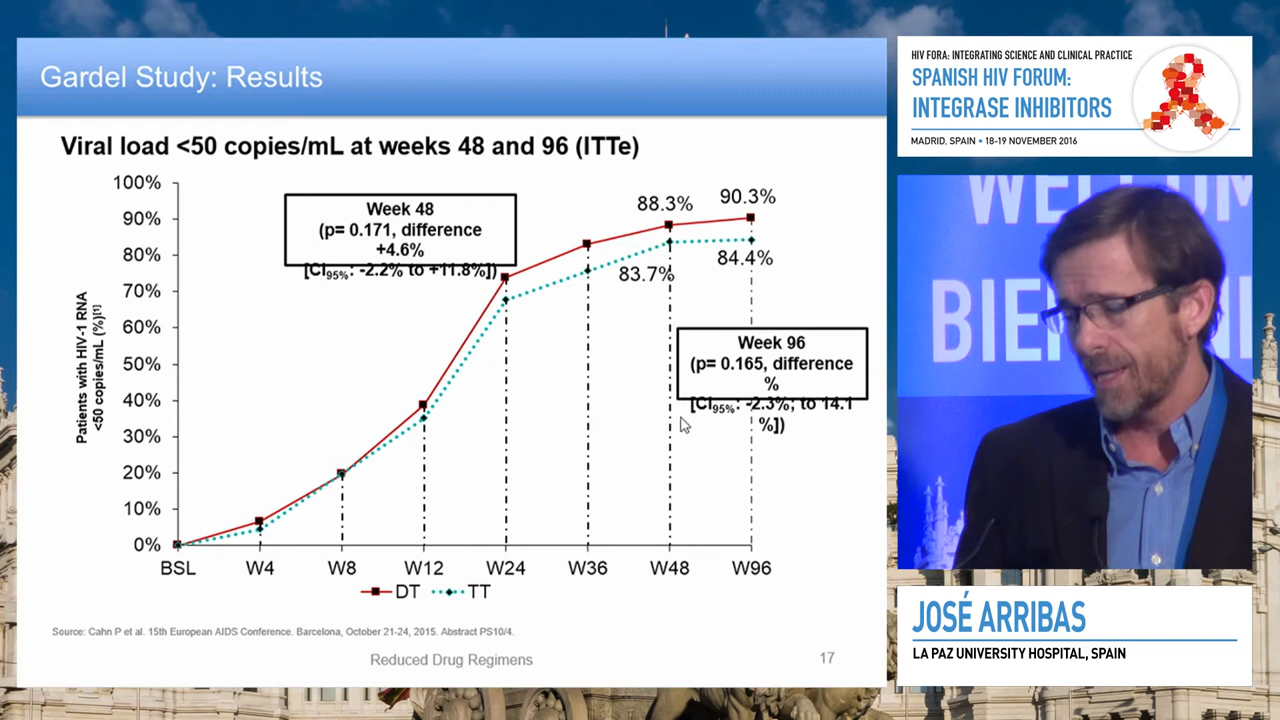 Gardel Study: Results
Viral load <50 copies/mL at weeks 48 and 96 (ITTe)
Patients with HIV-1 RNA
<50 copies/mL (%)[1]
100%
90%
80%
70%
60%
50%
40%
30%
20%
10%
0%
Week 48
(p= 0.171, difference
+4.6%
[CI95%: -2.2% to +11.8%])
88.3%
90.3%
83.7%
84.4%
Week 96
(p= 0.165, difference
%
[CI95%: -2.3%; to 14.1
%])
BSL W4 W8 W12 W24 W36 W48 W96
DT TT
Source: Cahn P et al. 15th European AIDS Conference. Barcelona, October 21-24, 2015. Abstract PS10/4.
Reduced Drug Regimens
17
HIV FORA: INTEGRATING SCIENCE AND CLINICAL PRACTICE
SPANISH HIV FORUM:
INTEGRASE INHIBITORS
MADRID, SPAIN • 18-19 NOVEMBER 2016
JOSÉ ARRIBAS
LA PAZ UNIVERSITY HOSPITAL, SPAIN